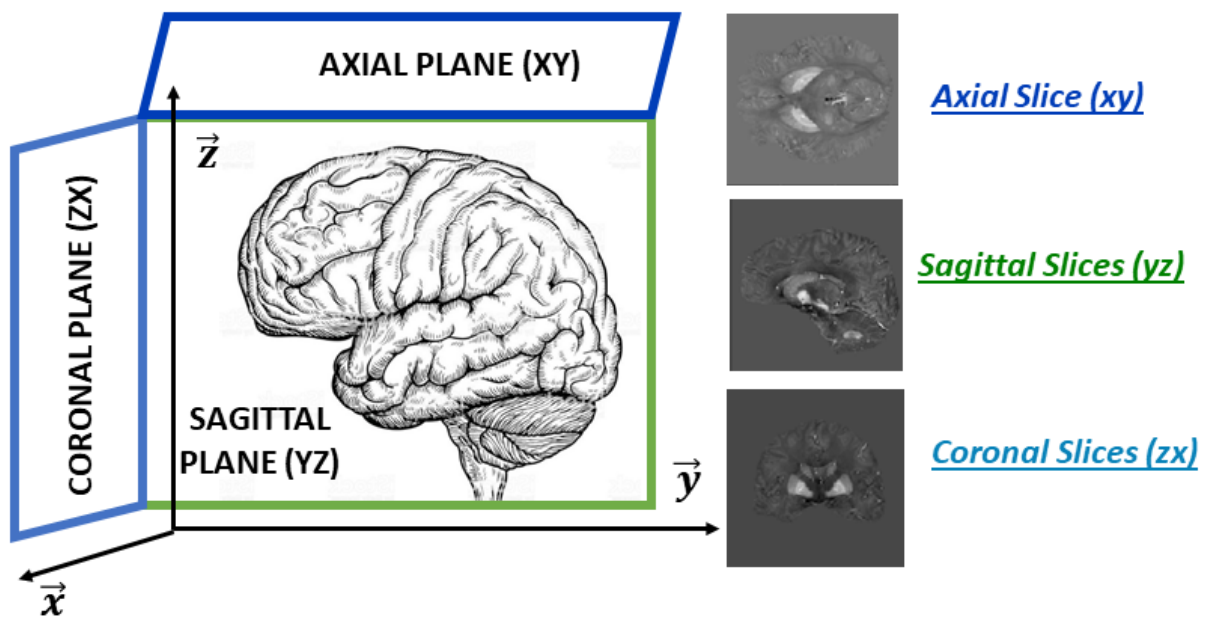 AXIAL PLANE (XY)
Axial Slice (xy)
z
CORONAL PLANE (ZX)
Sagittal Slices (yz)
SAGITTAL
PLANE (YZ)
y
Coronal Slices (zx)
x